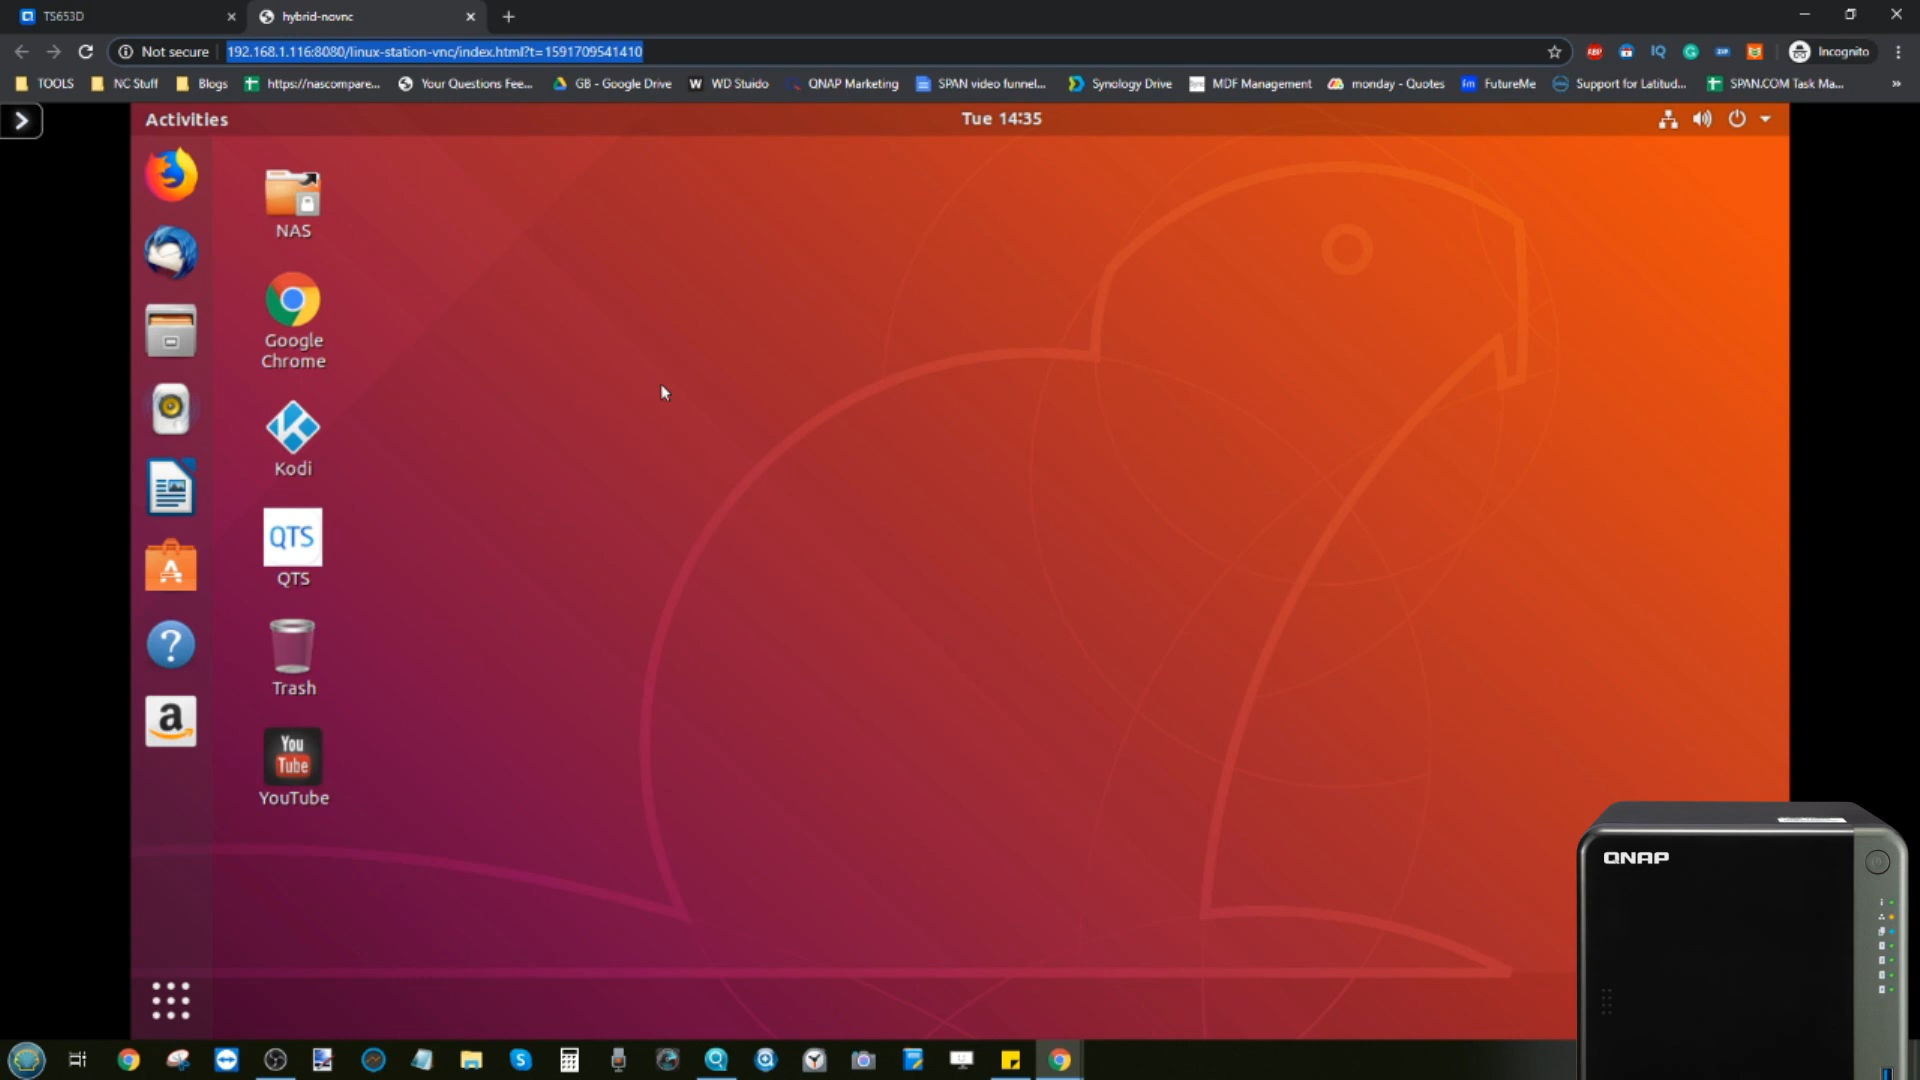 TS653D
hybrid-novnc
Not secure
192.168.1.116:8080/linux-station-vnc/index.html?t=1591709541410
ABP
IQ
Incognito
TOOLS
NC Stuff
Blogs
https://nascompare...
Your Questions Fee...
GB - Google Drive
W
WD Stuido
QNAP Marketing
SPAN video funnel...
Synology Drive
MDF Management
monday - Quotes
fm
FutureMe
Support for Latitud...
SPAN.COM Task Ma...
Activities
Tue 14:35
NAS
Google
Chrome
Kodi
QTS
QTS
Trash
You
Tube
YouTube
A
?
a
QNAP